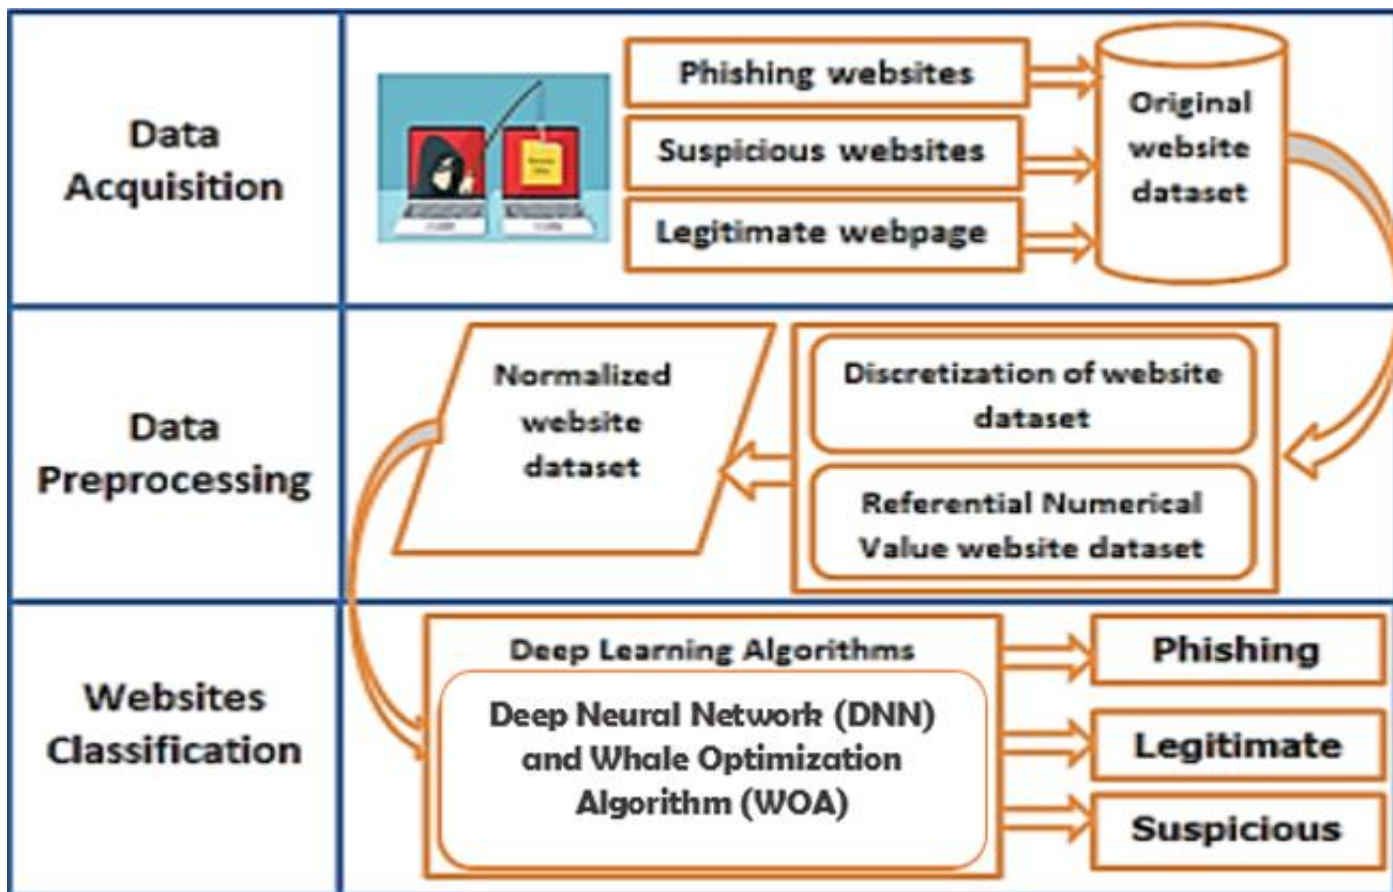 Data
Acquisition
Phishing websites
Suspicious websites
Legitimate webpage
Original
website
dataset
Data
Preprocessing
Normalized
website
dataset
Discretization of website
dataset
Referential Numerical
Value website dataset
Websites
Classification
Deep Learning Algorithms
Deep Neural Network (DNN)
and Whale Optimization
Algorithm (WOA)
Phishing
Legitimate
Suspicious